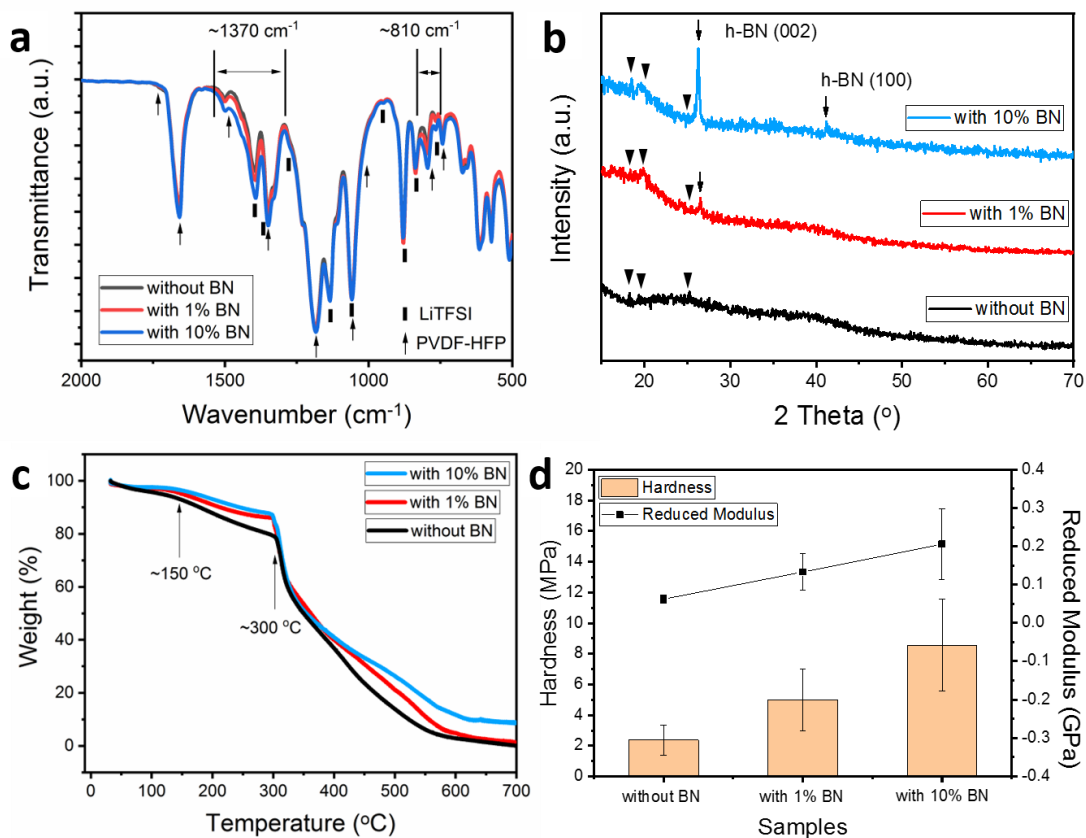 a
~1370 cm-1
~810 cm-1
Transmittance (a.u.)
without BN
with 1% BN
with 10% BN
LiTFSI
PVDF-HFP
2000
1500
1000
500
Wavenumber (cm-1)
b
h-BN (002)
h-BN (100)
with 10% BN
with 1% BN
without BN
Intensity (a.u.)
20
30
40
50
60
70
2 Theta (o)
c
with 10% BN
with 1% BN
without BN
~150 oC
~300 oC
Weight (%)
100
80
60
40
20
0
0
100
200
300
400
500
600
700
Temperature (oC)
d
Hardness
Reduced Modulus
Hardness (MPa)
20
18
16
14
12
10
8
6
4
2
0
0.4
0.3
0.2
0.1
0.0
-0.1
-0.2
-0.3
-0.4
Reduced Modulus (GPa)
without BN
with 1% BN
with 10% BN
Samples